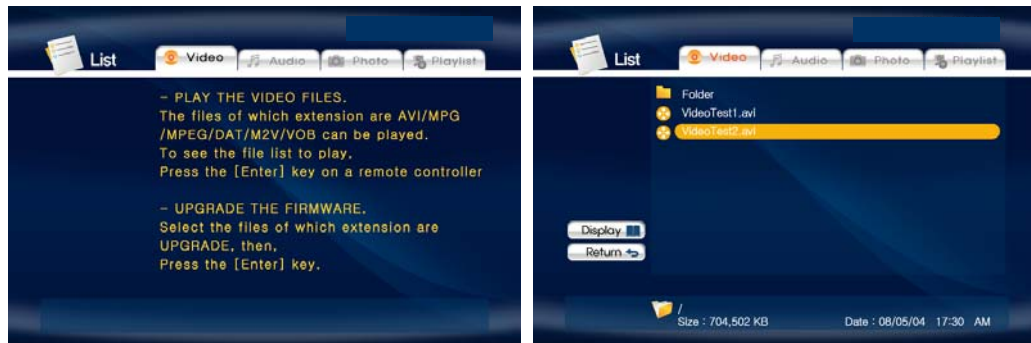 List Video Audio Photo Playlist
- PLAY THE VIDEO FILES.
The files of which extension are AVI/MPG
/MPEG/DAT/M2V/VOB can be played.
To see the file list to play,
Press the [Enter] key on a remote controller
- UPGRADE THE FIRMWARE.
Select the files of which extension are
UPGRADE, then,
Press the [Enter] key.
List Video Audio Photo Playlist
Folder
VideoTest1.avi
VideoTest2.avi
Display
Return
/
Size : 704,502 KB Date : 08/05/04 17:30 AM